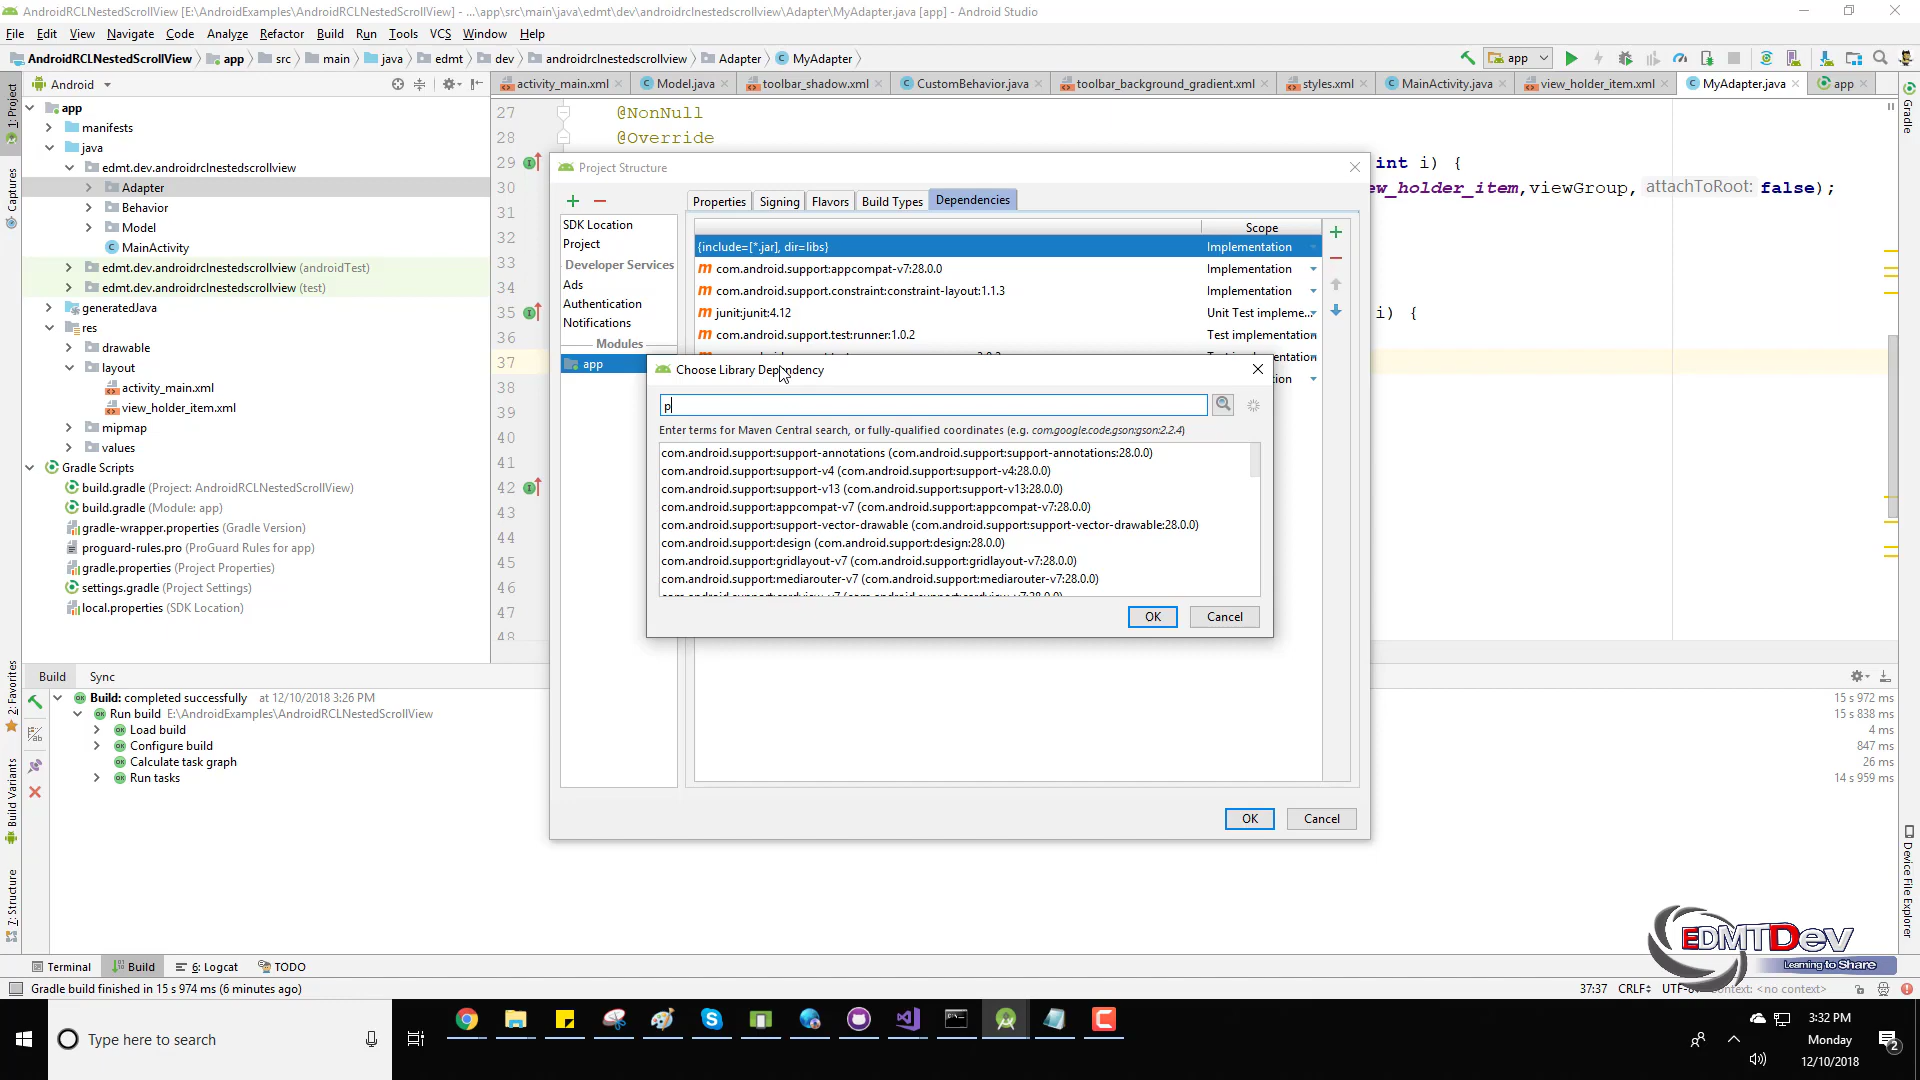 AndroidRCLNestedScrollView [E:\AndroidExamples\AndroidRCLNestedScrollView] - ...\app\src\main\java\edmt\dev\androidrclnestedscrollview\Adapter\MyAdapter.java [app] - Android Studio
File Edit View Navigate Code Analyze Refactor Build Run Tools VCS Window Help
AndroidRCLNestedScrollView app src main java edmt dev androidrclnestedscrollview Adapter MyAdapter app
Android activity_main.xml Model.java toolbar_shadow.xml CustomBehavior.java toolbar_background_gradient.xml styles.xml MainActivity.java view_holder_item.xml MyAdapter.java app
1: Project
Captures
2: Favorites
Build Variants
7: Structure
app
manifests
java
edmt.dev.androidrclnestedscrollview
Adapter
Behavior
Model
MainActivity
edmt.dev.androidrclnestedscrollview (androidTest)
edmt.dev.androidrclnestedscrollview (test)
generatedJava
res
drawable
layout
activity_main.xml
view_holder_item.xml
mipmap
values
Gradle Scripts
build.gradle (Project: AndroidRCLNestedScrollView)
build.gradle (Module: app)
gradle-wrapper.properties (Gradle Version)
proguard-rules.pro (ProGuard Rules for app)
gradle.properties (Project Properties)
settings.gradle (Project Settings)
local.properties (SDK Location)
27 @NonNull
28 @Override
29 int i) {
30 ew_holder_item,viewGroup, attachToRoot: false);
31
32
33
34
35 i) {
36
37
38
39
40
41
42
43
44
45
46
47
48
Project Structure
SDK Location
Project
Developer Services
Ads
Authentication
Notifications
Modules
app
Properties Signing Flavors Build Types Dependencies
Scope
{include=[*.jar], dir=libs} Implementation
m com.android.support:appcompat-v7:28.0.0 Implementation
m com.android.support.constraint:constraint-layout:1.1.3 Implementation
m junit:junit:4.12 Unit Test impleme...
m com.android.support.test:runner:1.0.2 Test implementation
Choose Library Dependency
p
Enter terms for Maven Central search, or fully-qualified coordinates (e.g. com.google.code.gson:gson:2.2.4)
com.android.support:support-annotations (com.android.support:support-annotations:28.0.0)
com.android.support:support-v4 (com.android.support:support-v4:28.0.0)
com.android.support:support-v13 (com.android.support:support-v13:28.0.0)
com.android.support:appcompat-v7 (com.android.support:appcompat-v7:28.0.0)
com.android.support:support-vector-drawable (com.android.support:support-vector-drawable:28.0.0)
com.android.support:design (com.android.support:design:28.0.0)
com.android.support:gridlayout-v7 (com.android.support:gridlayout-v7:28.0.0)
com.android.support:mediarouter-v7 (com.android.support:mediarouter-v7:28.0.0)
OK Cancel
OK Cancel
Gradle
Device File Explorer
Build Sync
Build: completed successfully at 12/10/2018 3:26 PM 15 s 972 ms
Run build E:\AndroidExamples\AndroidRCLNestedScrollView 15 s 838 ms
Load build 4 ms
Configure build 847 ms
Calculate task graph 26 ms
Run tasks 14 s 959 ms
EDMTDev
Learning to Share
Terminal Build 6: Logcat TODO
Gradle build finished in 15 s 974 ms (6 minutes ago) 37:37 CRLF UTF-8 Context: <no context>
Type here to search
3:32 PM
Monday
12/10/2018
2